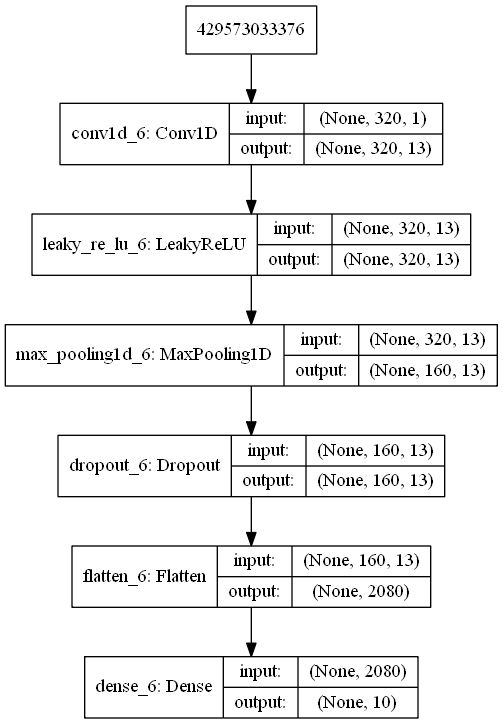 429573033376
conv1d_6: Conv1D
input: (None, 320, 1)
output: (None, 320, 13)
leaky_re_lu_6: LeakyReLU
input: (None, 320, 13)
output: (None, 320, 13)
max_pooling1d_6: MaxPooling1D
input: (None, 320, 13)
output: (None, 160, 13)
dropout_6: Dropout
input: (None, 160, 13)
output: (None, 160, 13)
flatten_6: Flatten
input: (None, 160, 13)
output: (None, 2080)
dense_6: Dense
input: (None, 2080)
output: (None, 10)